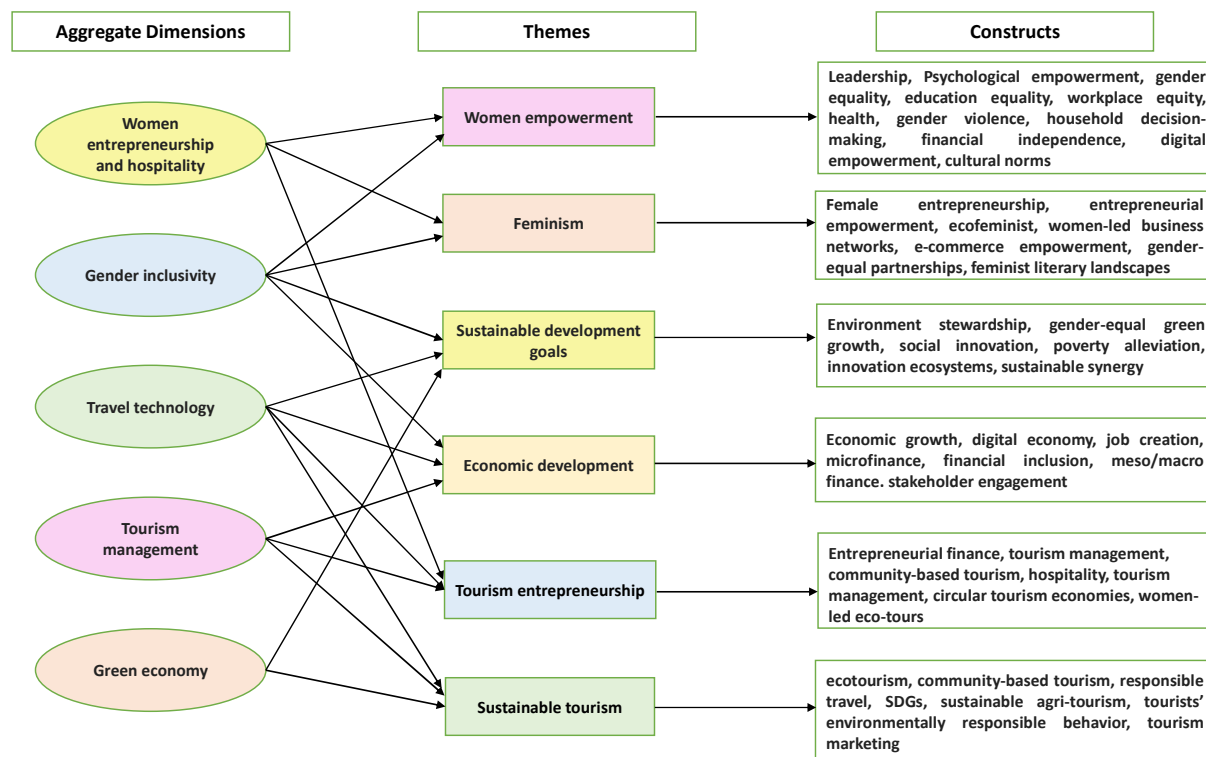 Aggregate Dimensions
Themes
Constructs
Women
entrepreneurship
and hospitality
Gender inclusivity
Travel technology
Tourism
management
Green economy
Women empowerment
Feminism
Sustainable development
goals
Economic development
Tourism entrepreneurship
Sustainable tourism
Leadership, Psychological empowerment, gender
equality, education equality, workplace equity,
health, gender violence, household decision-
making, financial independence, digital
empowerment, cultural norms
Female entrepreneurship, entrepreneurial
empowerment, ecofeminist, women-led business
networks, e-commerce empowerment, gender-
equal partnerships, feminist literary landscapes
Environment stewardship, gender-equal green
growth, social innovation, poverty alleviation,
innovation ecosystems, sustainable synergy
Economic growth, digital economy, job creation,
microfinance, financial inclusion, meso/macro
finance. stakeholder engagement
Entrepreneurial finance, tourism management,
community-based tourism, hospitality, tourism
management, circular tourism economies, women-
led eco-tours
ecotourism, community-based tourism, responsible
travel, SDGs, sustainable agri-tourism, tourists’
environmentally responsible behavior, tourism
marketing